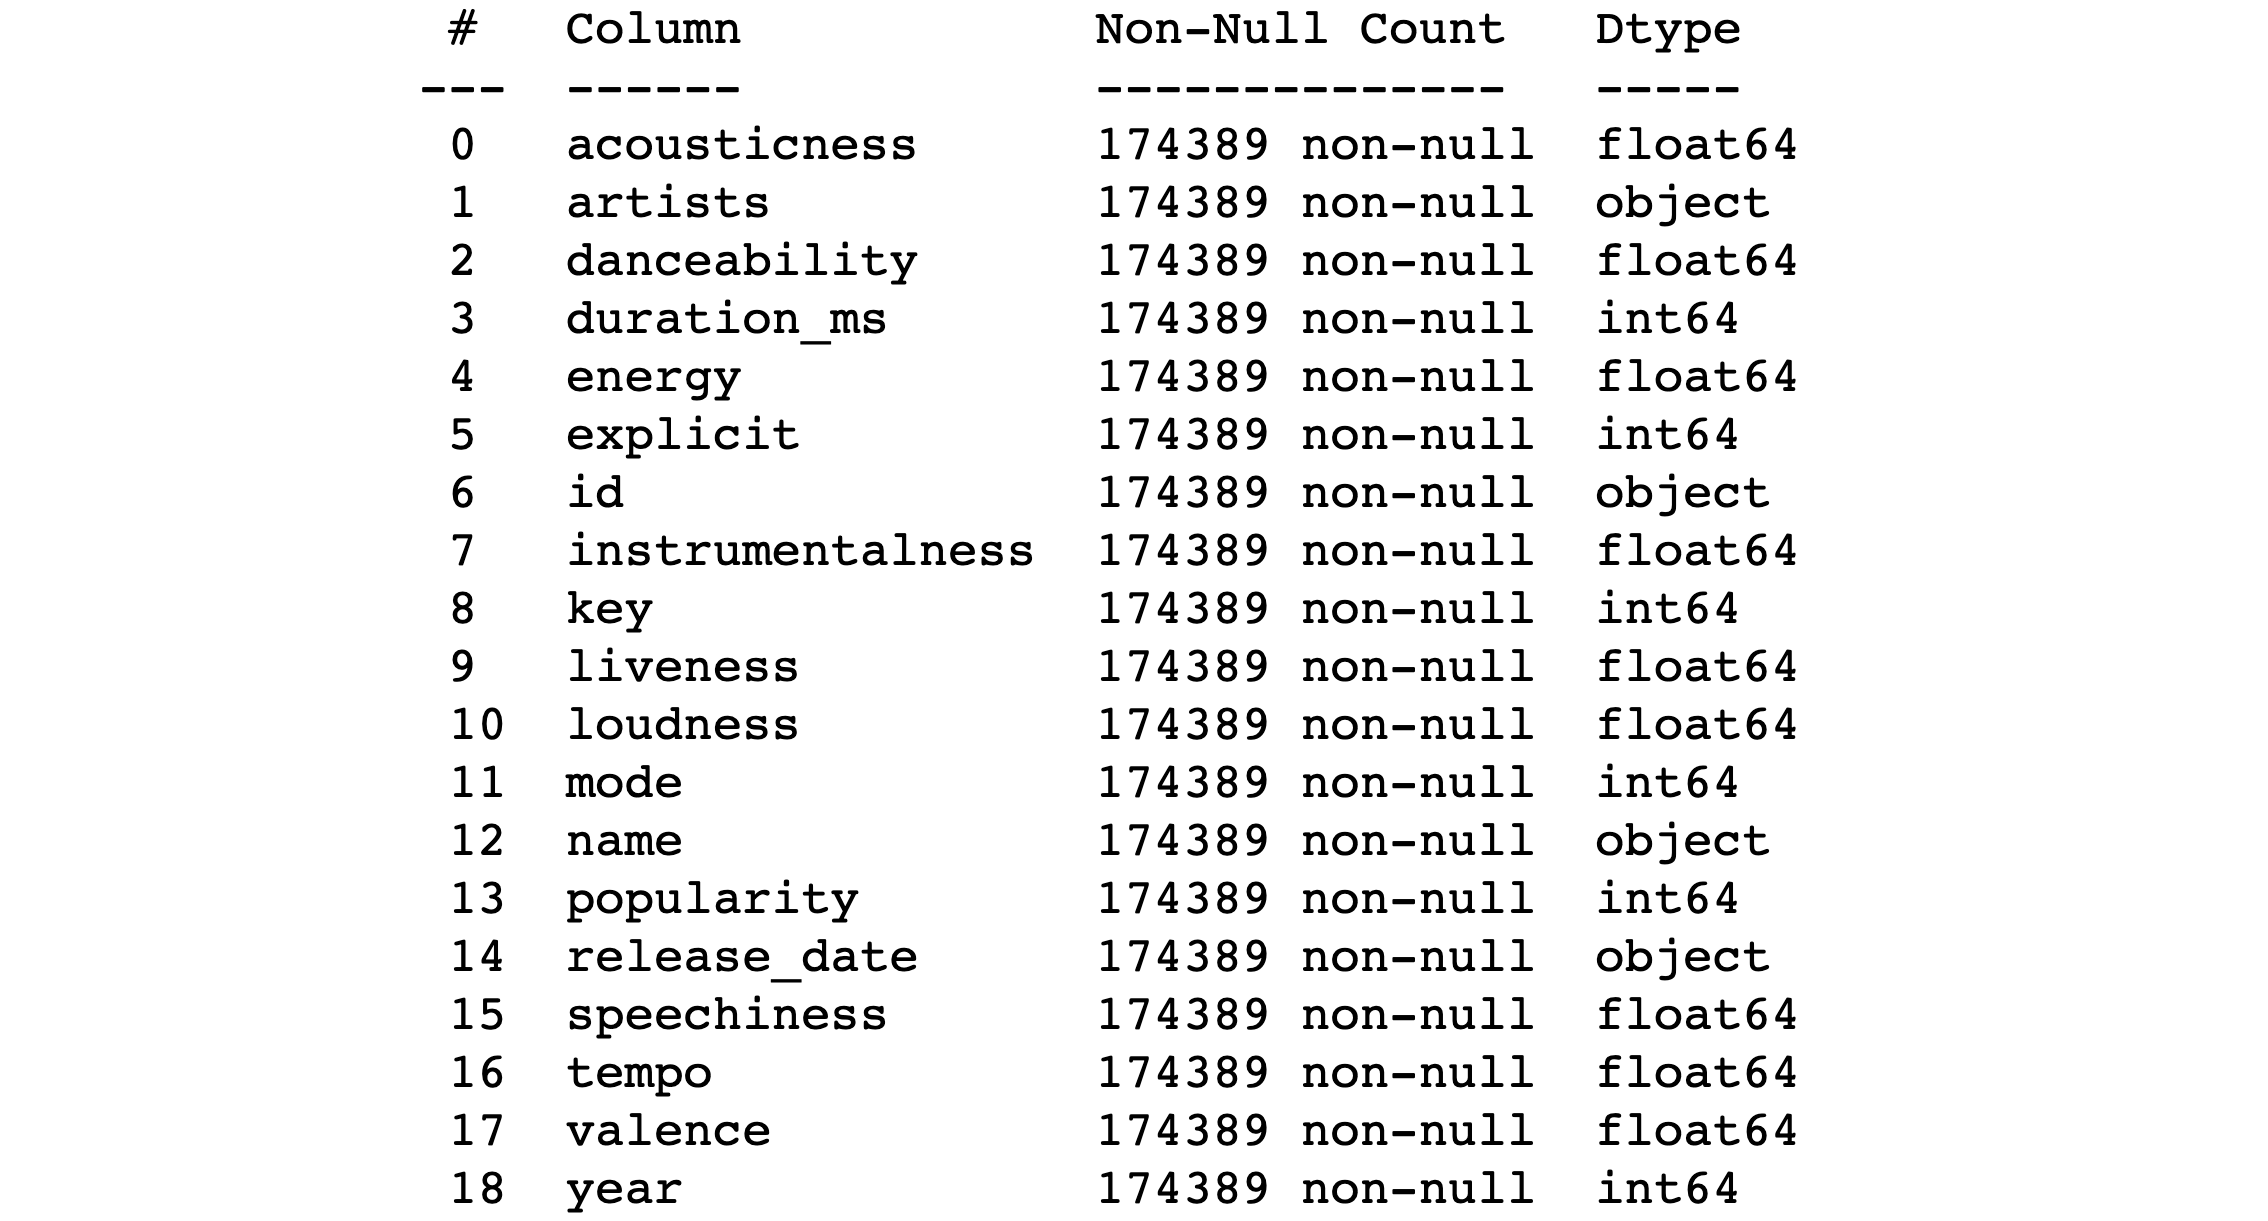 #   Column            Non-Null Count   Dtype
---  ------            --------------   -----
0   acousticness      174389 non-null  float64
1   artists           174389 non-null  object
2   danceability      174389 non-null  float64
3   duration_ms       174389 non-null  int64
4   energy            174389 non-null  float64
5   explicit          174389 non-null  int64
6   id                174389 non-null  object
7   instrumentalness  174389 non-null  float64
8   key               174389 non-null  int64
9   liveness          174389 non-null  float64
10  loudness          174389 non-null  float64
11  mode              174389 non-null  int64
12  name              174389 non-null  object
13  popularity        174389 non-null  int64
14  release_date      174389 non-null  object
15  speechiness       174389 non-null  float64
16  tempo             174389 non-null  float64
17  valence           174389 non-null  float64
18  year              174389 non-null  int64